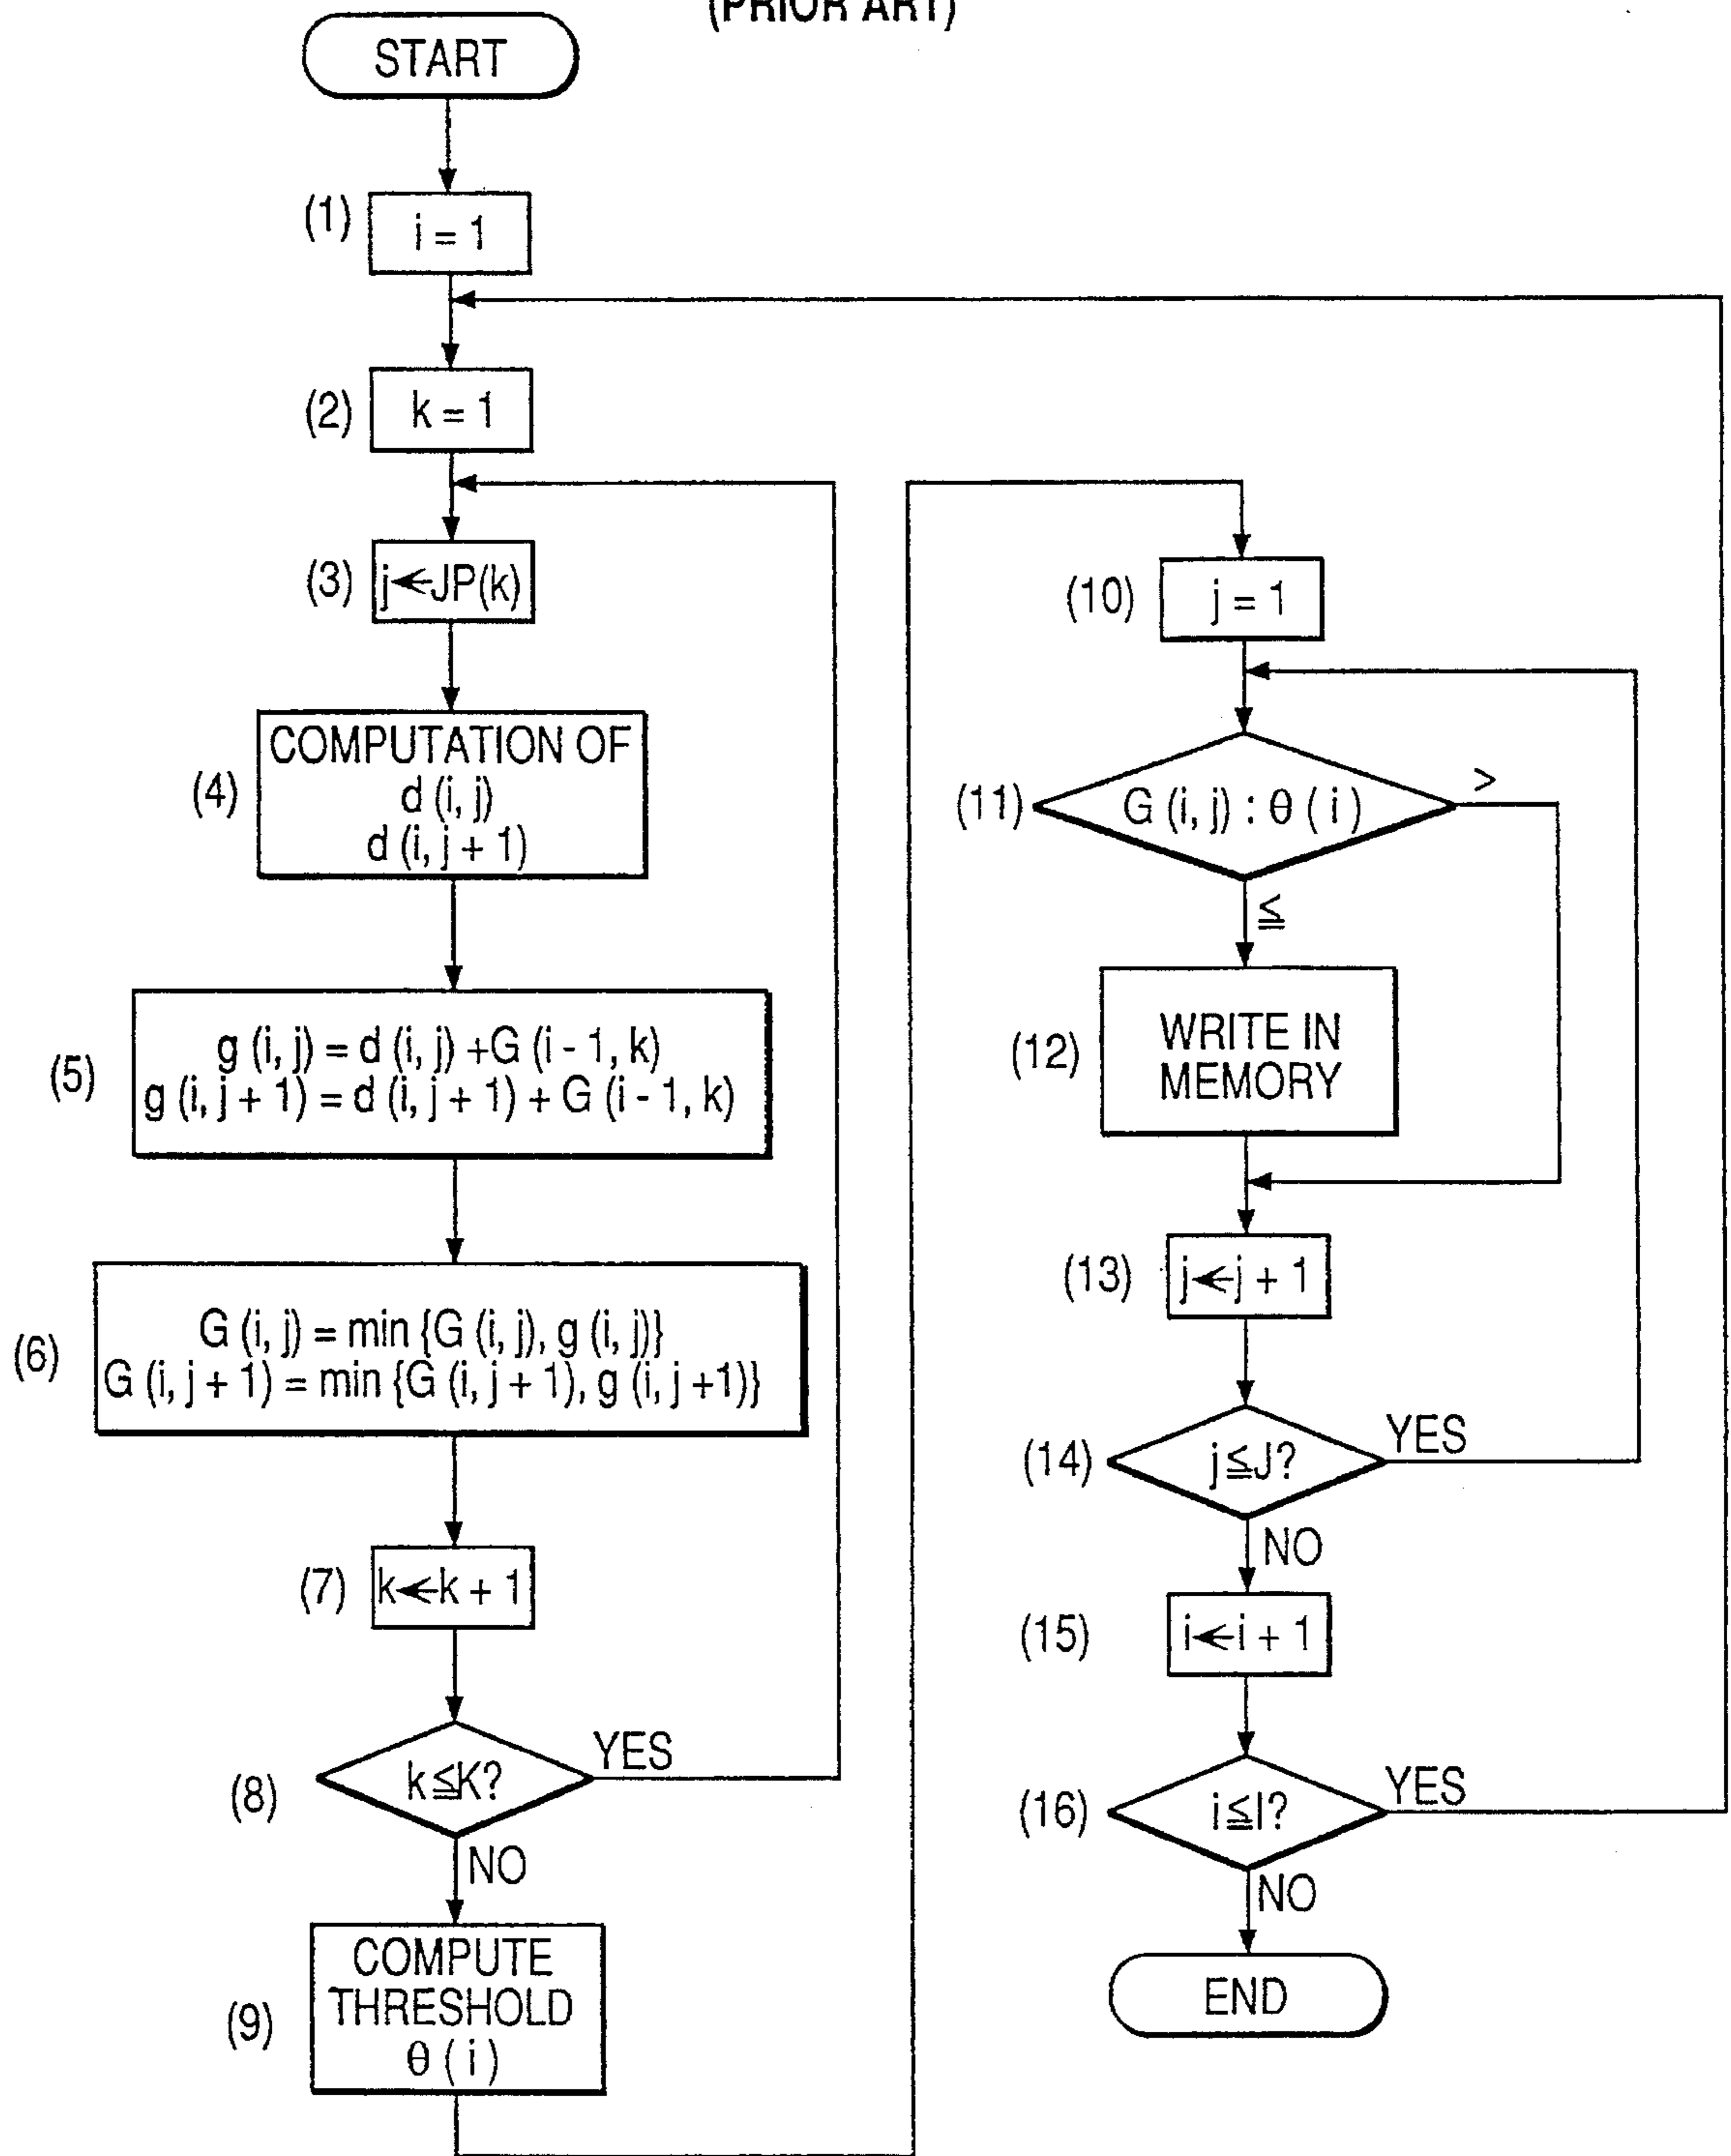 (PRIOR ART)
START
(1)
i = 1
(2)
k = 1
(3)
j←JP(k)
(4)
COMPUTATION OF
d (i, j)
d (i, j + 1)
(5)
g (i, j) = d (i, j) +G (i - 1, k)
g (i, j + 1) = d (i, j + 1) + G (i - 1, k)
(6)
G (i, j) = min {G (i, j), g (i, j)}
G (i, j + 1) = min {G (i, j + 1), g (i, j +1)}
(7)
k←k + 1
(8)
k≦K?
YES
NO
(9)
COMPUTE
THRESHOLD
θ ( i )
(10)
j = 1
(11)
G (i, j) : θ ( i )
>
≦
(12)
WRITE IN
MEMORY
(13)
j←j + 1
(14)
j≦J?
YES
NO
(15)
i←i + 1
(16)
i≦I?
YES
NO
END